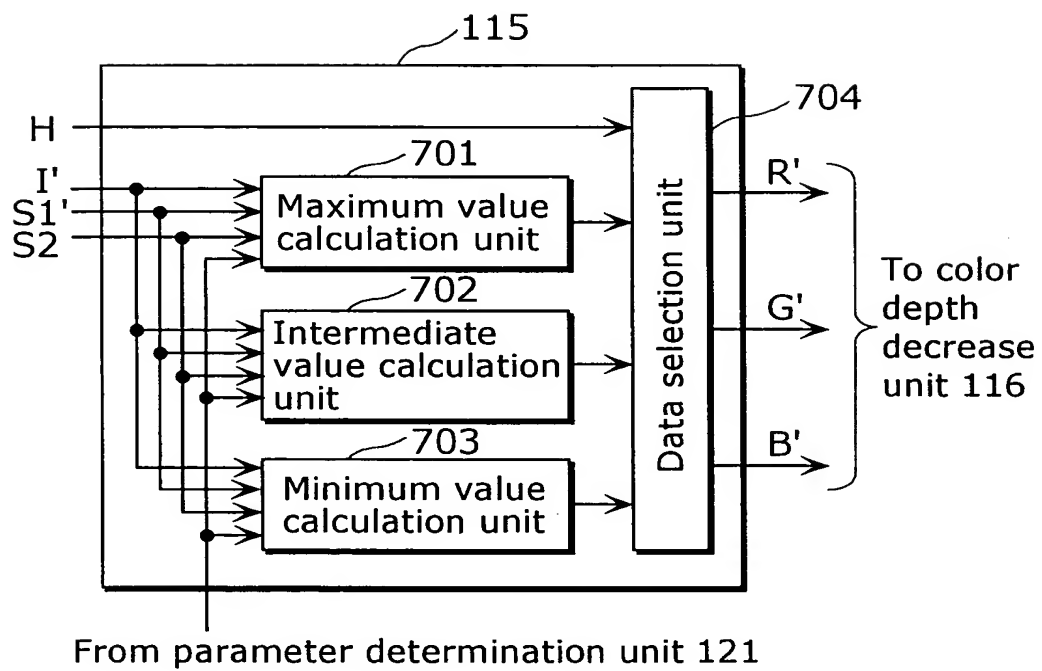 115
704
H
701
I'
S1'
S2
Maximum value
calculation unit
R'
702
Intermediate
value calculation
unit
Data selection unit
G'
To color
depth
decrease
unit 116
703
Minimum value
calculation unit
B'
From parameter determination unit 121